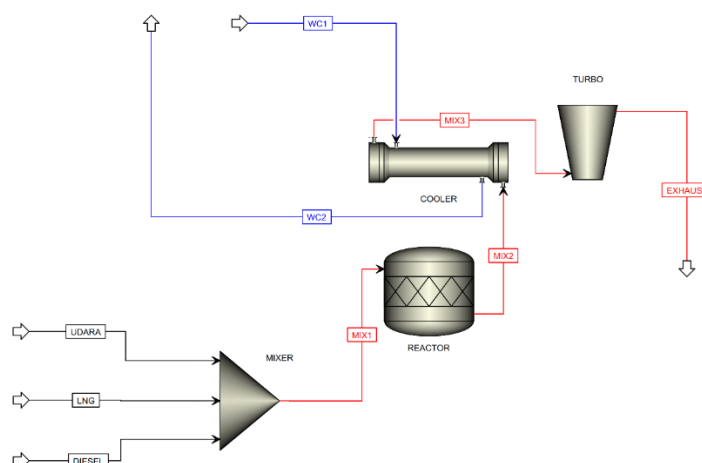 WC1
TURBO
MIX3
COOLER
EXHAUS
WC2
MIX2
UDARA
MIX1
REACTOR
MIXER
LNG
DIESEL